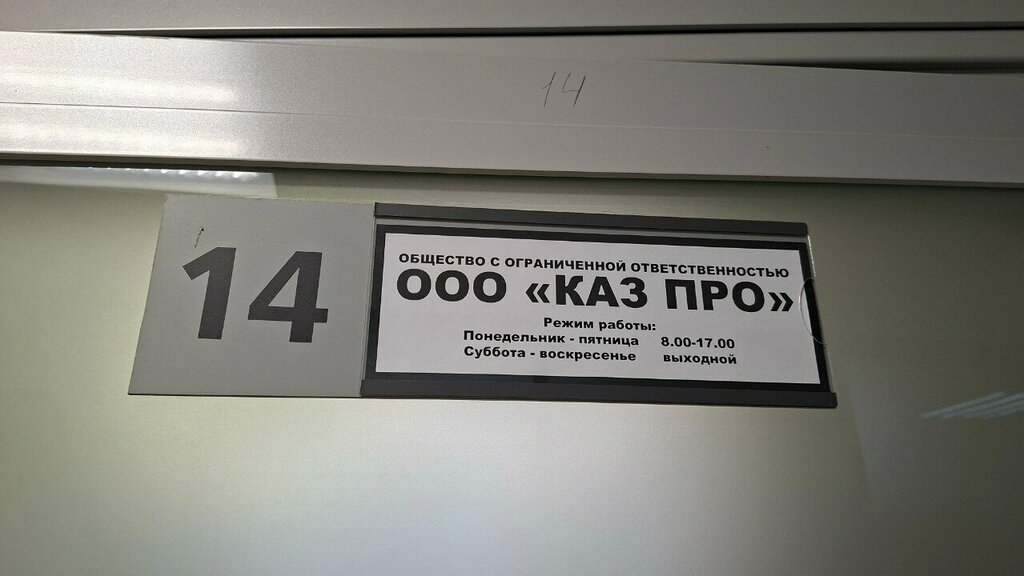 14
14
ОБЩЕСТВО С ОГРАНИЧЕННОЙ ОТВЕТСТВЕННОСТЬЮ
ООО «КАЗ ПРО»
Режим работы:
Понедельник - пятница 8.00-17.00
Суббота - воскресенье выходной